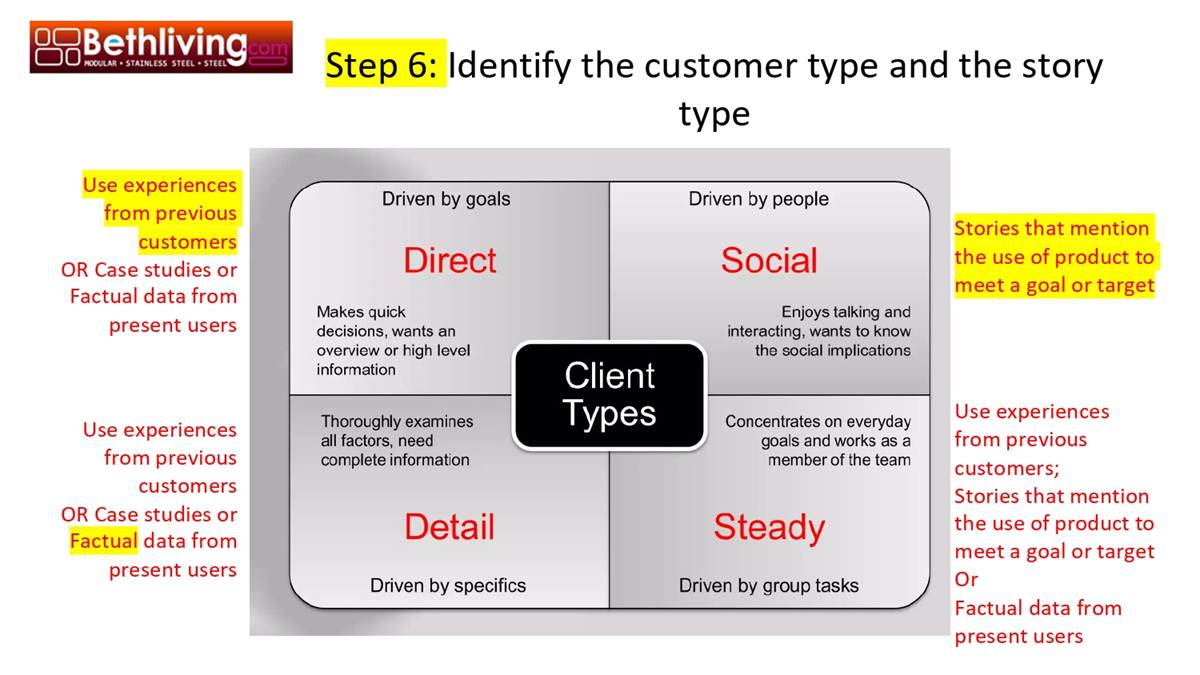 Bethliving.com
MODULAR • STAINLESS STEEL • STEEL
Step 6: Identify the customer type and the story
type
Use experiences
from previous
customers
OR Case studies or
Factual data from
present users
Driven by goals
Direct
Makes quick
decisions, wants an
overview or high level
information
Driven by people
Social
Enjoys talking and
interacting, wants to know
the social implications
Stories that mention
the use of product to
meet a goal or target
Client
Types
Use experiences
from previous
customers
OR Case studies or
Factual data from
present users
Thoroughly examines
all factors, need
complete information
Detail
Driven by specifics
Concentrates on everyday
goals and works as a
member of the team
Steady
Driven by group tasks
Use experiences
from previous
customers;
Stories that mention
the use of product to
meet a goal or target
Or
Factual data from
present users